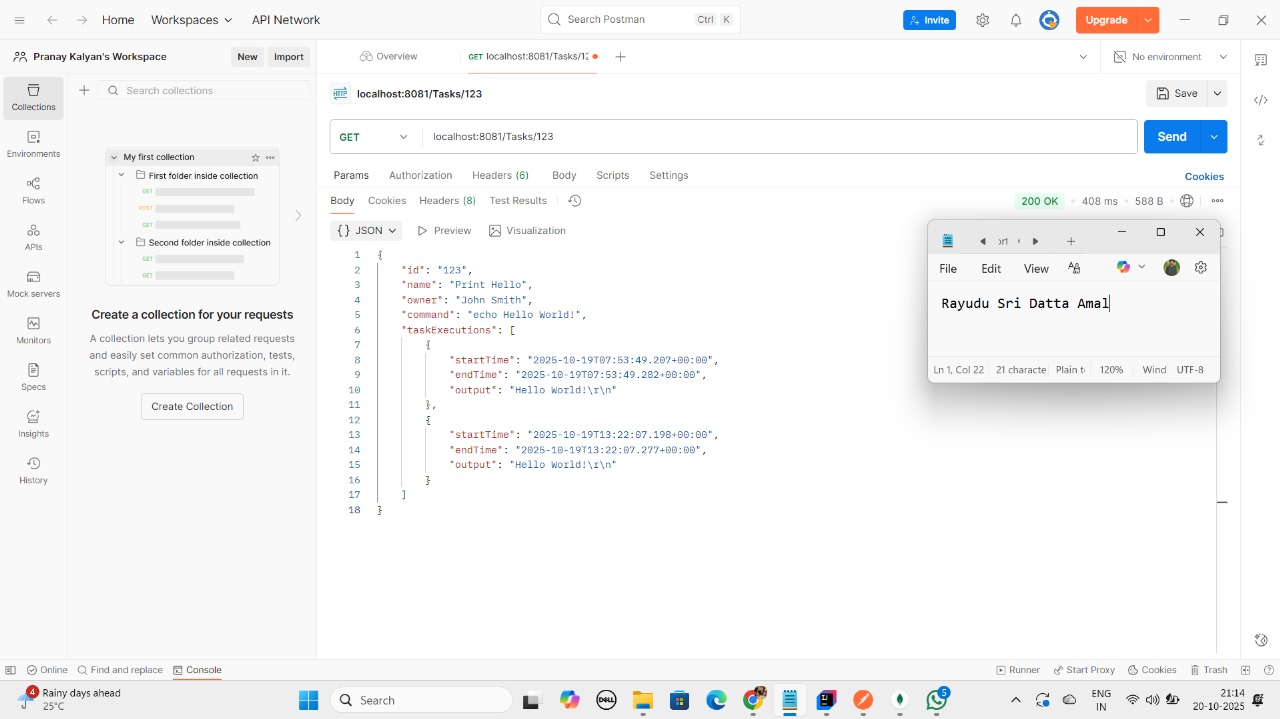 Home Workspaces API Network Search Postman Ctrl K Invite Upgrade
Pranay Kalyan's Workspace New Import Overview GET localhost:8081/Tasks/12 No environment
Collections
Environments
Flows
APIs
Mock servers
Monitors
Specs
Insights
History
Search collections
My first collection
First folder inside collection
GET
POST
GET
Second folder inside collection
GET
GET
Create a collection for your requests
A collection lets you group related requests
and easily set common authorization, tests,
scripts, and variables for all requests in it.
Create Collection
HTTP localhost:8081/Tasks/123 Save
GET localhost:8081/Tasks/123 Send
Params Authorization Headers (6) Body Scripts Settings Cookies
Body Cookies Headers (8) Test Results 200 OK 408 ms 588 B
{ } JSON Preview Visualization
1 {
2 "id": "123",
3 "name": "Print Hello",
4 "owner": "John Smith",
5 "command": "echo Hello World!",
6 "taskExecutions": [
7 {
8 "startTime": "2025-10-19T07:53:49.207+00:00",
9 "endTime": "2025-10-19T07:53:49.282+00:00",
10 "output": "Hello World!\r\n"
11 },
12 {
13 "startTime": "2025-10-19T13:22:07.198+00:00",
14 "endTime": "2025-10-19T13:22:07.277+00:00",
15 "output": "Hello World!\r\n"
16 }
17 ]
18 }
File Edit View
Rayudu Sri Datta Amal
Ln 1, Col 22 21 characte Plain t 120% Wind UTF-8
Online Find and replace Console Runner Start Proxy Cookies Trash
4 Rainy days ahead
25°C
Search
DELL
5
ENG
IN
21:14
20-10-2025